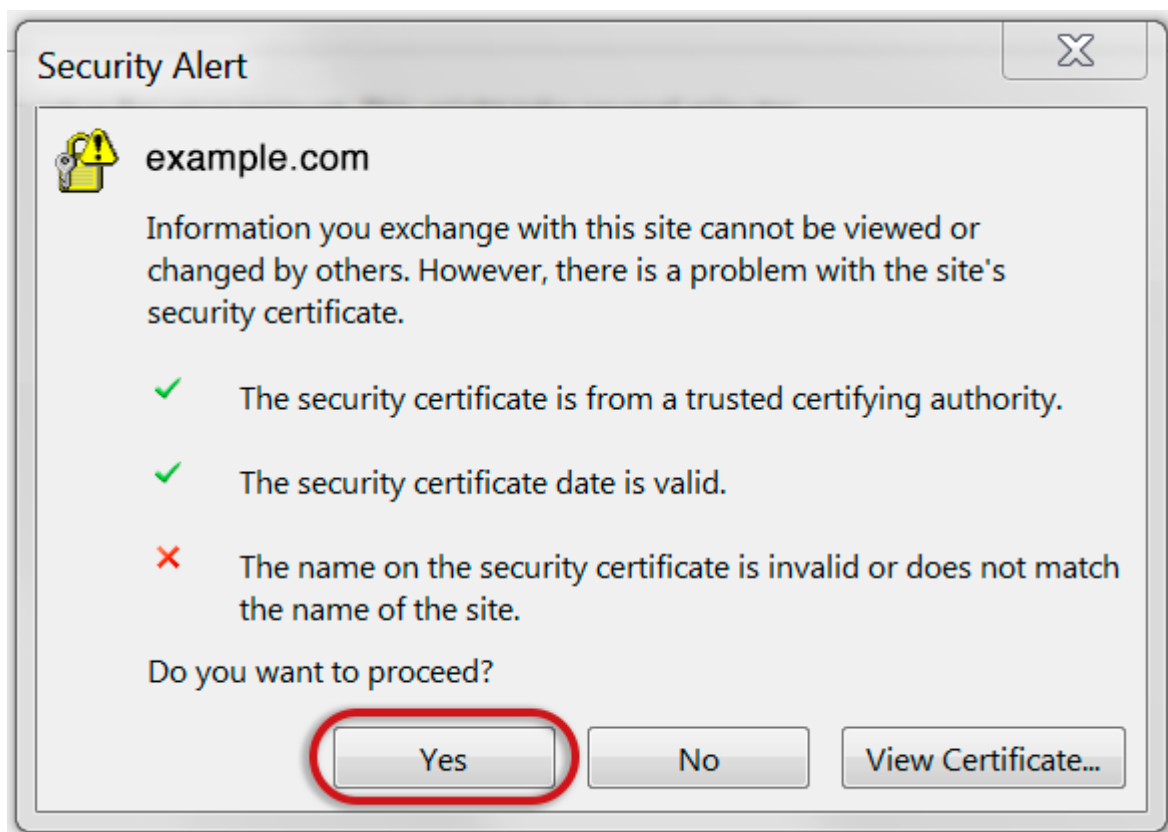 Security Alert
example.com
Information you exchange with this site cannot be viewed or
changed by others. However, there is a problem with the site's
security certificate.
The security certificate is from a trusted certifying authority.
The security certificate date is valid.
The name on the security certificate is invalid or does not match
the name of the site.
Do you want to proceed?
Yes
No
View Certificate...